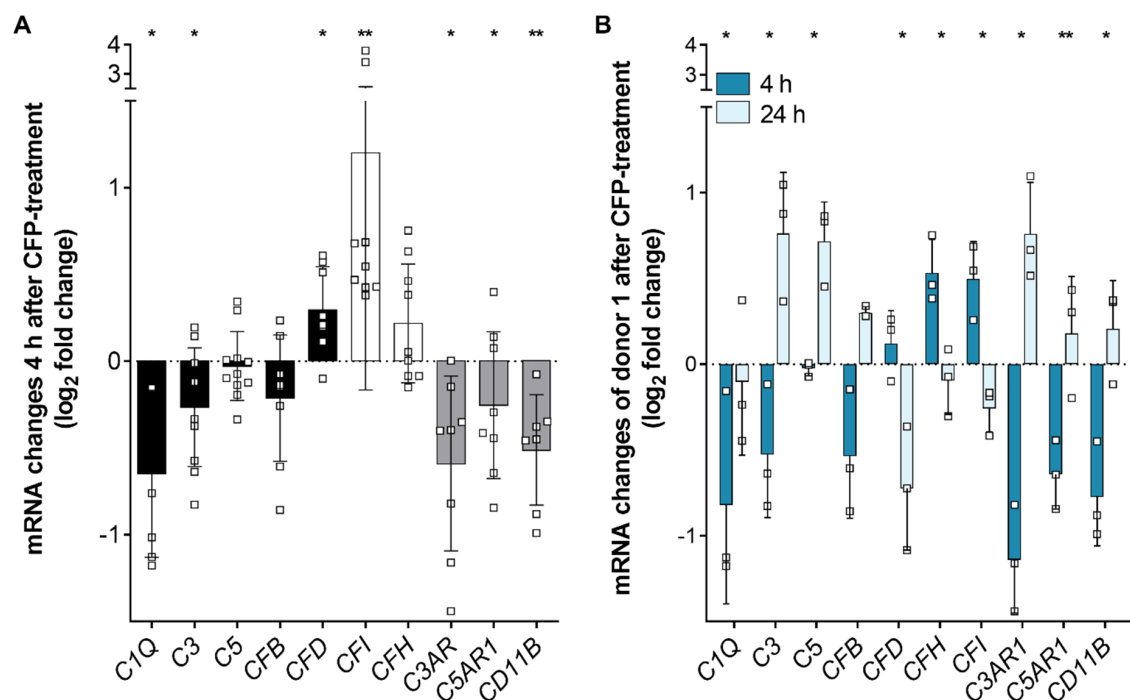 A
* * * ** * * **
mRNA changes 4 h after CFP-treatment
(log2 fold change)
4
3
1
0
-1
C1Q C3 C5 CFB CFD CFI CFH C3AR C5AR1 CD11B
B
* * * * * * * ** *
mRNA changes of donor 1 after CFP-treatment
(log2 fold change)
4
3
1
0
-1
4 h
24 h
C1Q C3 C5 CFB CFD CFH CFI C3AR1 C5AR1 CD11B